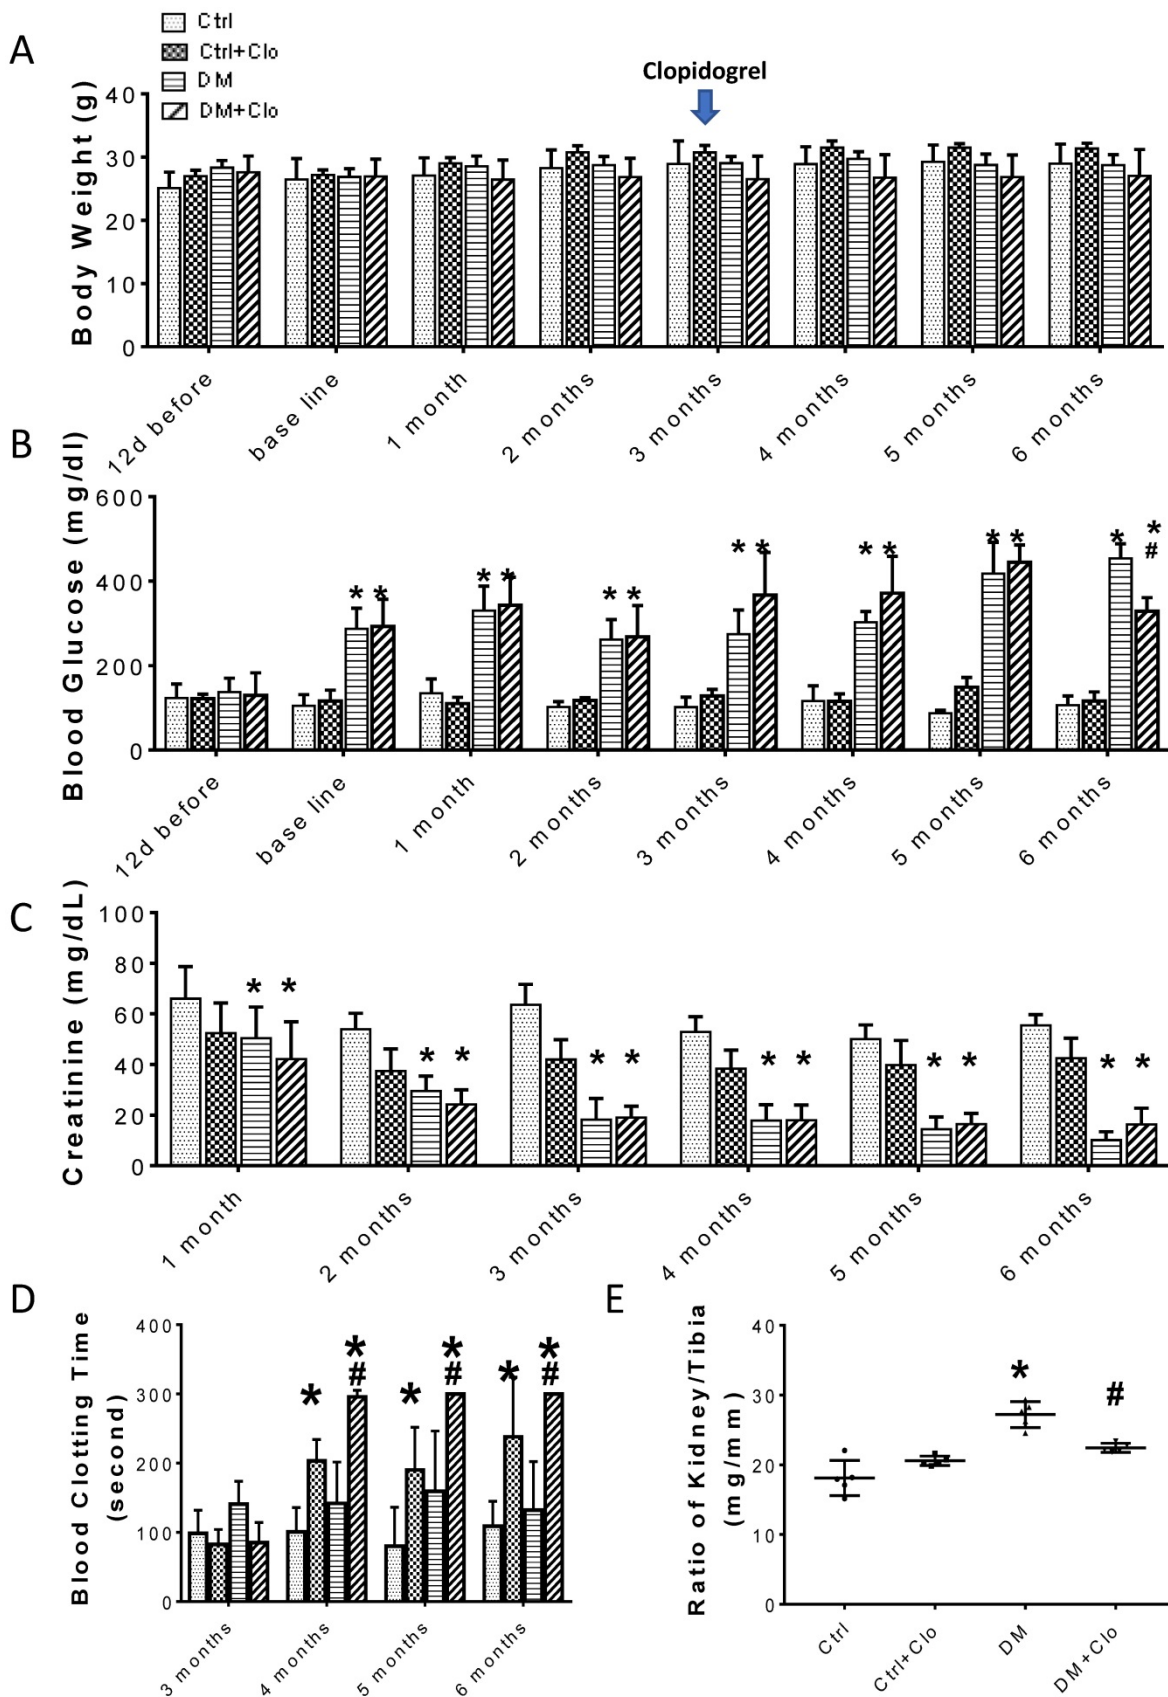 A
Ctrl
Ctrl+Clo
DM
DM+Clo
Clopidogrel
Body Weight (g)
40
30
20
10
0
12d before
base line
1 month
2 months
3 months
4 months
5 months
6 months
B
Blood Glucose (mg/dl)
600
400
200
0
* *
* *
* *
* *
* *
* *
*
*
#
12d before
base line
1 month
2 months
3 months
4 months
5 months
6 months
C
Creatinine (mg/dL)
100
80
60
40
20
0
* *
* *
* *
* *
* *
* *
1 month
2 months
3 months
4 months
5 months
6 months
D
Blood Clotting Time
(second)
400
300
200
100
0
*
*
#
*
*
#
*
*
#
3 months
4 months
5 months
6 months
E
Ratio of Kidney/Tibia
(mg/mm)
40
30
20
10
0
*
#
Ctrl
Ctrl+Clo
DM
DM+Clo